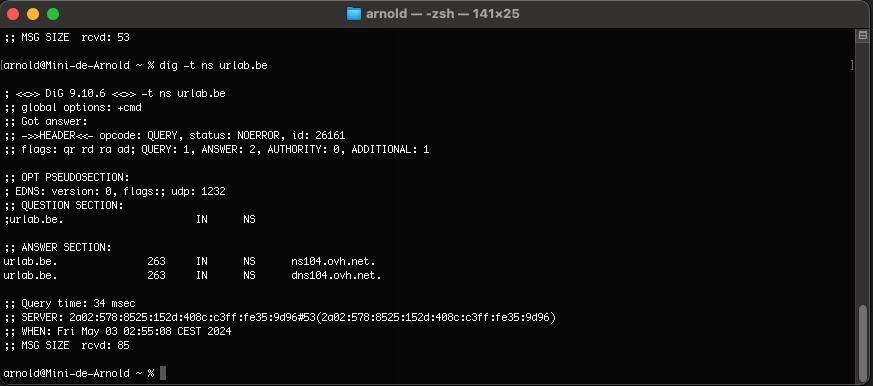 arnold — -zsh — 141×25
;; MSG SIZE  rcvd: 53
[arnold@Mini-de-Arnold ~ % dig -t ns urlab.be ]
; <<>> DiG 9.10.6 <<>> -t ns urlab.be
;; global options: +cmd
;; Got answer:
;; ->>HEADER<<- opcode: QUERY, status: NOERROR, id: 26161
;; flags: qr rd ra ad; QUERY: 1, ANSWER: 2, AUTHORITY: 0, ADDITIONAL: 1
;; OPT PSEUDOSECTION:
; EDNS: version: 0, flags:; udp: 1232
;; QUESTION SECTION:
;urlab.be. IN NS
;; ANSWER SECTION:
urlab.be. 263 IN NS ns104.ovh.net.
urlab.be. 263 IN NS dns104.ovh.net.
;; Query time: 34 msec
;; SERVER: 2a02:578:8525:152d:408c:c3ff:fe35:9d96#53(2a02:578:8525:152d:408c:c3ff:fe35:9d96)
;; WHEN: Fri May 03 02:55:08 CEST 2024
;; MSG SIZE  rcvd: 85
arnold@Mini-de-Arnold ~ %